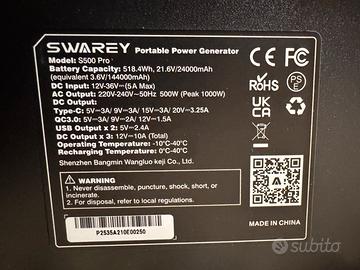 SWAREY Portable Power Generator
Model: S500 Pro
Battery Capacity: 518.4Wh, 21.6V/24000mAh
(equivalent 3.6V/144000mAh)
DC Input: 12V-36V⎓(5A Max)
AC Output: 220V-240V~60Hz 500W (Peak 1000W)
DC Output:
Type-C: 5V⎓3A/ 9V⎓3A/ 15V⎓3A/ 20V⎓3.25A
QC3.0: 5V⎓3A/ 9V⎓2A/ 12V⎓1.5A
USB Output x 2: 5V⎓2.4A
DC Output x 3: 12V⎓10A (Total)
Operating Temperature: -10°C-40°C
Recharging Temperature: 0°C-40°C
Shenzhen Bangmin Wangluo keji Co., Ltd.
CE FC
RoHS PSE
UK CA
WARNING
1. Never disassemble, puncture, shock, short, or
incinerate.
2. For disposal, refer to local regulations.
P2535A210E00250
MADE IN CHINA
subito